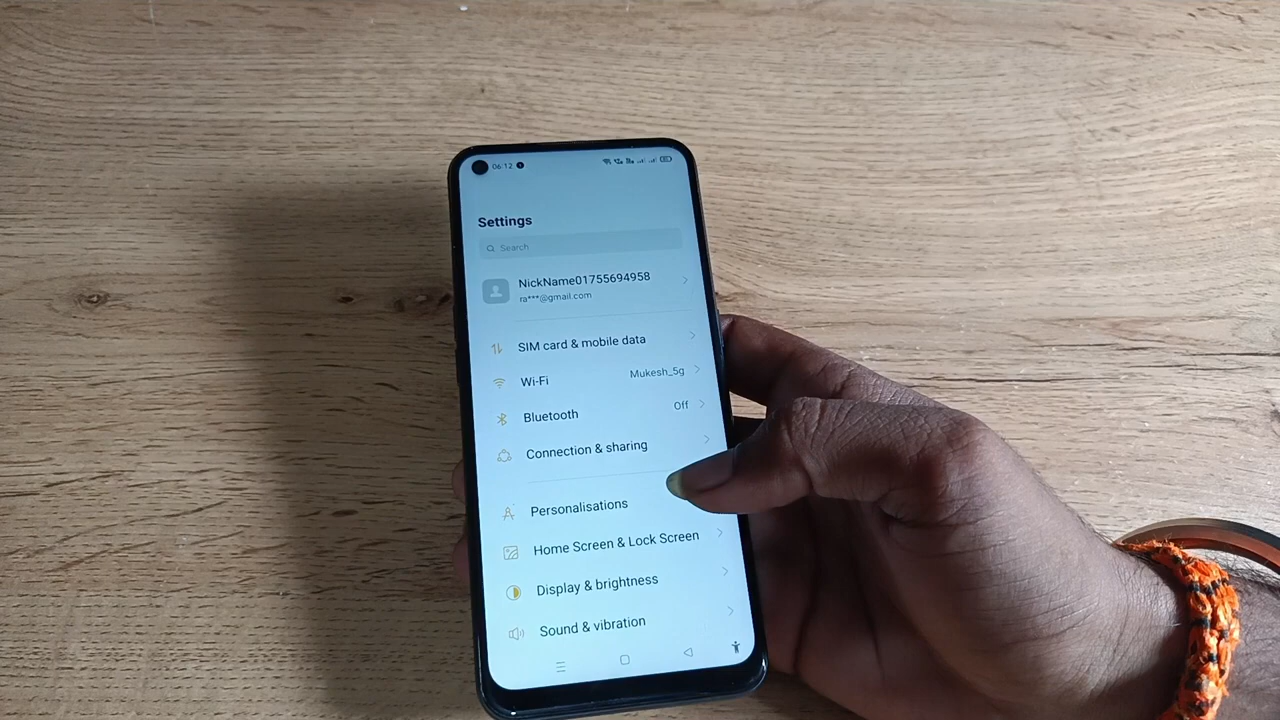 06:12
Settings
Search
NickName01755694958
ra***@gmail.com
SIM card & mobile data
Wi-Fi Mukesh_5g
Bluetooth Off
Connection & sharing
Personalisations
Home Screen & Lock Screen
Display & brightness
Sound & vibration